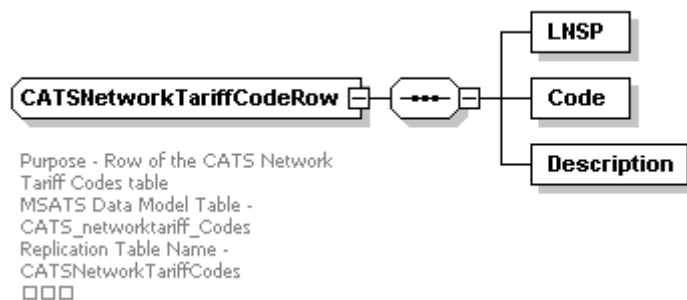 LNSP
CATSNetworkTariffCodeRow
Code
Description
Purpose - Row of the CATS Network
Tariff Codes table
MSATS Data Model Table -
CATS_networktariff_Codes
Replication Table Name -
CATSNetworkTariffCodes